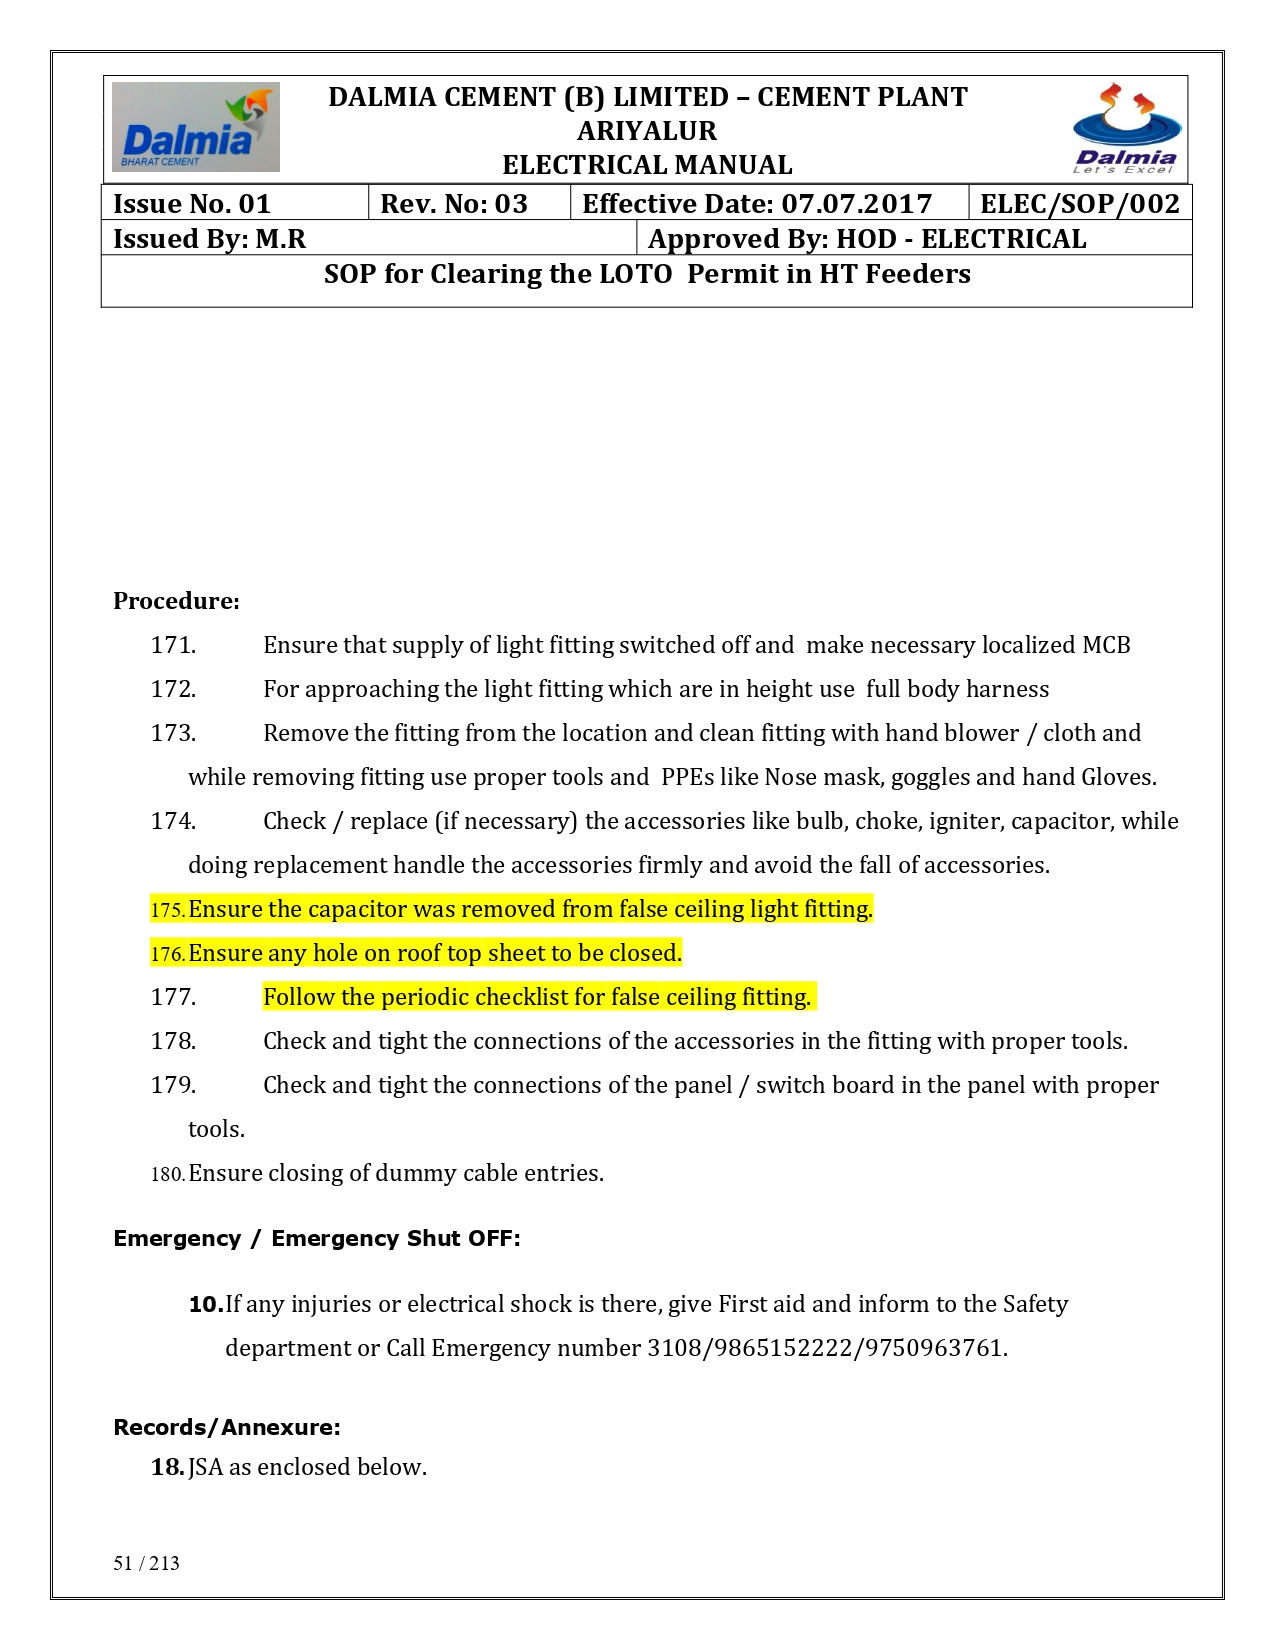 Dalmia
BHARAT CEMENT
DALMIA CEMENT (B) LIMITED – CEMENT PLANT
ARIYALUR
ELECTRICAL MANUAL
Dalmia
Let's Excel
Issue No. 01 Rev. No: 03 Effective Date: 07.07.2017 ELEC/SOP/002
Issued By: M.R Approved By: HOD - ELECTRICAL
SOP for Clearing the LOTO  Permit in HT Feeders
Procedure:
171. Ensure that supply of light fitting switched off and  make necessary localized MCB
172. For approaching the light fitting which are in height use  full body harness
173. Remove the fitting from the location and clean fitting with hand blower / cloth and
while removing fitting use proper tools and  PPEs like Nose mask, goggles and hand Gloves.
174. Check / replace (if necessary) the accessories like bulb, choke, igniter, capacitor, while
doing replacement handle the accessories firmly and avoid the fall of accessories.
175. Ensure the capacitor was removed from false ceiling light fitting.
176. Ensure any hole on roof top sheet to be closed.
177. Follow the periodic checklist for false ceiling fitting.
178. Check and tight the connections of the accessories in the fitting with proper tools.
179. Check and tight the connections of the panel / switch board in the panel with proper
tools.
180. Ensure closing of dummy cable entries.
Emergency / Emergency Shut OFF:
10. If any injuries or electrical shock is there, give First aid and inform to the Safety
department or Call Emergency number 3108/9865152222/9750963761.
Records/Annexure:
18. JSA as enclosed below.
51 / 213